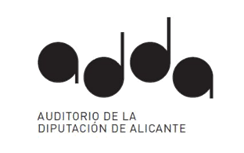 adda
AUDITORIO DE LA
DIPUTACIÓN DE ALICANTE